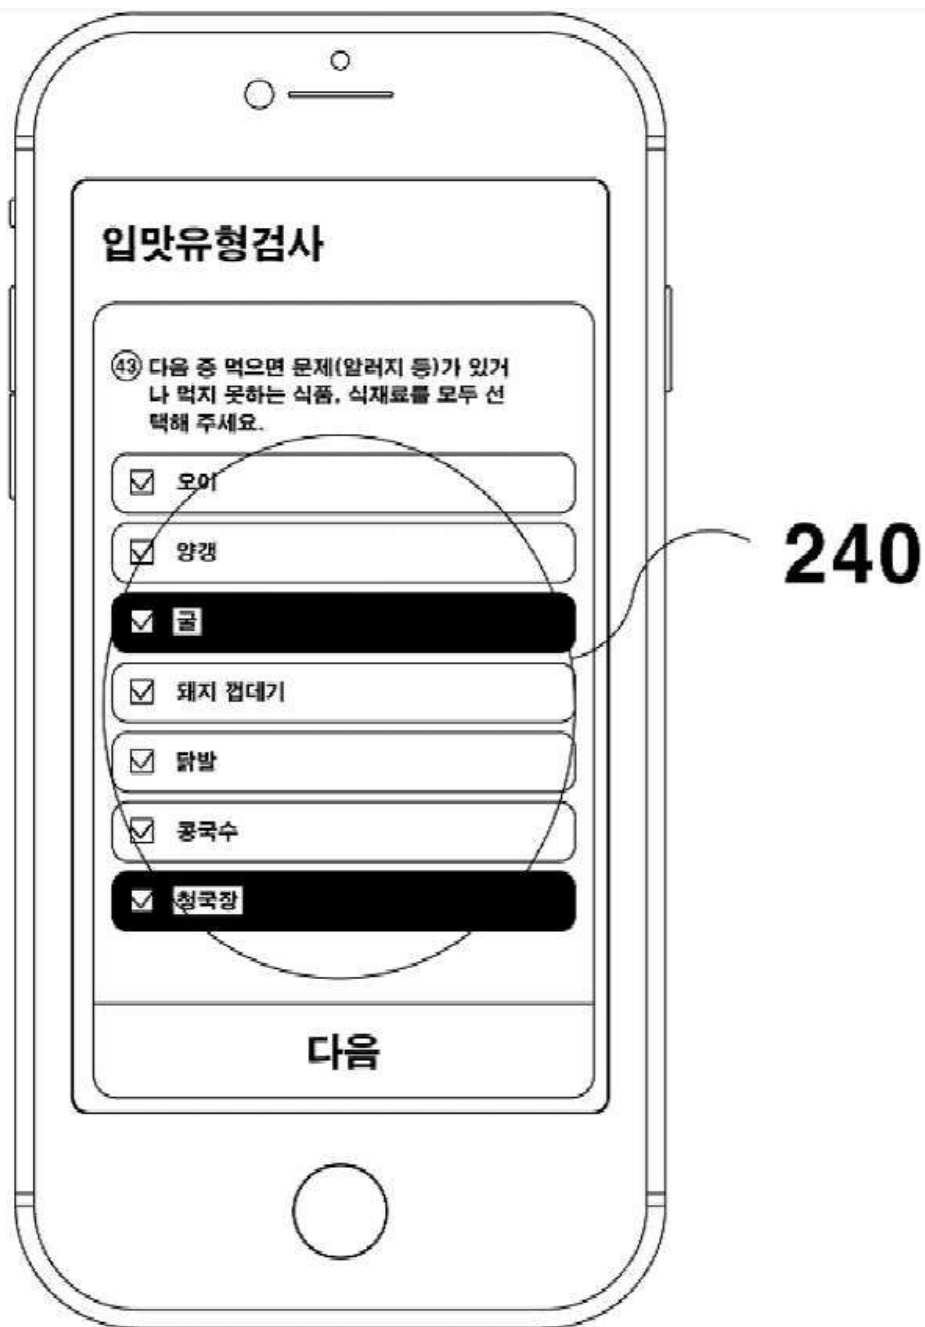 입맛유형검사
43 다음 중 먹으면 문제(알러지 등)가 있거
나 먹지 못하는 식품, 식재료를 모두 선
택해 주세요.
오이
양갱
240
굴
돼지 껍데기
닭발
콩국수
청국장
다음